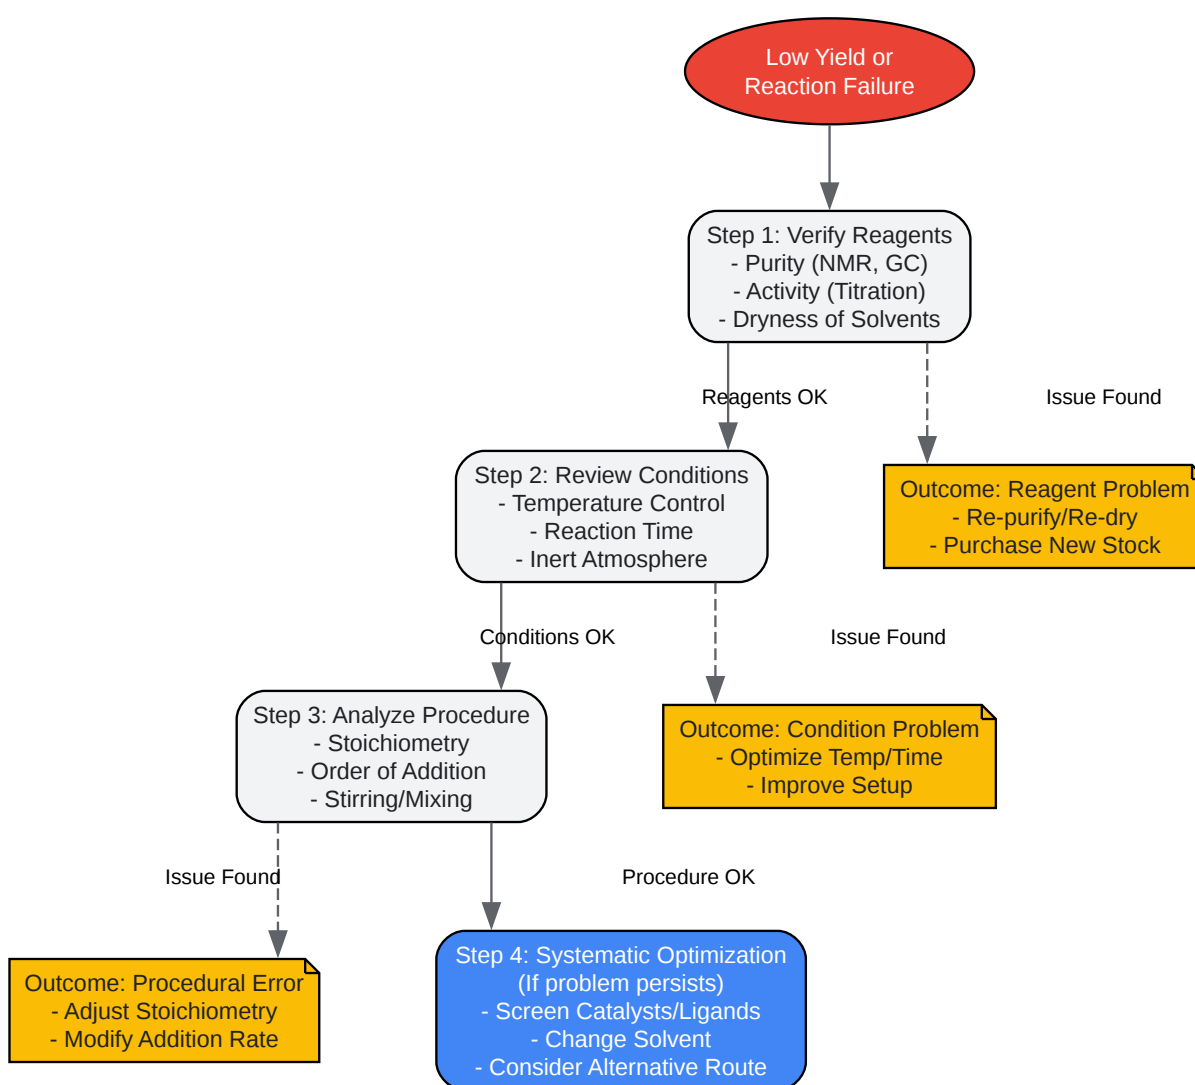 Low Yield or
Reaction Failure
Step 1: Verify Reagents
- Purity (NMR, GC)
- Activity (Titration)
- Dryness of Solvents
Reagents OK
Issue Found
Step 2: Review Conditions
- Temperature Control
- Reaction Time
- Inert Atmosphere
Outcome: Reagent Problem
- Re-purify/Re-dry
- Purchase New Stock
Conditions OK
Issue Found
Step 3: Analyze Procedure
- Stoichiometry
- Order of Addition
- Stirring/Mixing
Outcome: Condition Problem
- Optimize Temp/Time
- Improve Setup
Issue Found
Procedure OK
Outcome: Procedural Error
- Adjust Stoichiometry
- Modify Addition Rate
Step 4: Systematic Optimization
(If problem persists)
- Screen Catalysts/Ligands
- Change Solvent
- Consider Alternative Route